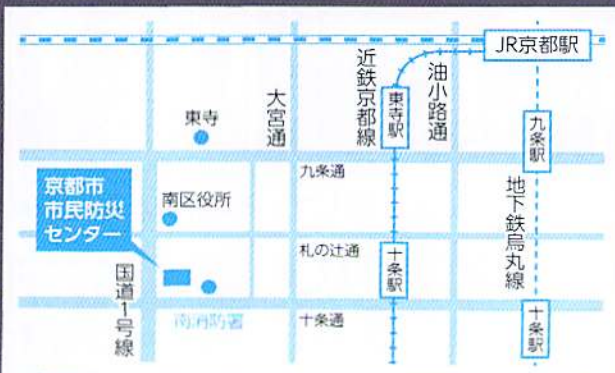 JR京都駅
近鉄京都線
油小路通
東寺駅
大宮通
東寺
九条駅
九条通
京都市
市民防災
センター
南区役所
地下鉄烏丸線
札の辻通
十条駅
国道1号線
南消防署
十条通
十条駅